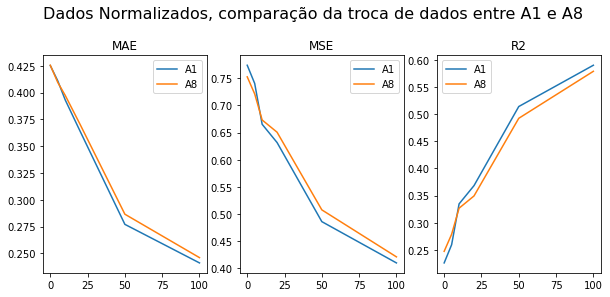 Dados Normalizados, comparação da troca de dados entre A1 e A8
MAE
A1
A8
0.425
0.400
0.375
0.350
0.325
0.300
0.275
0.250
0 25 50 75 100
MSE
A1
A8
0.75
0.70
0.65
0.60
0.55
0.50
0.45
0.40
0 25 50 75 100
R2
A1
A8
0.60
0.55
0.50
0.45
0.40
0.35
0.30
0.25
0 25 50 75 100